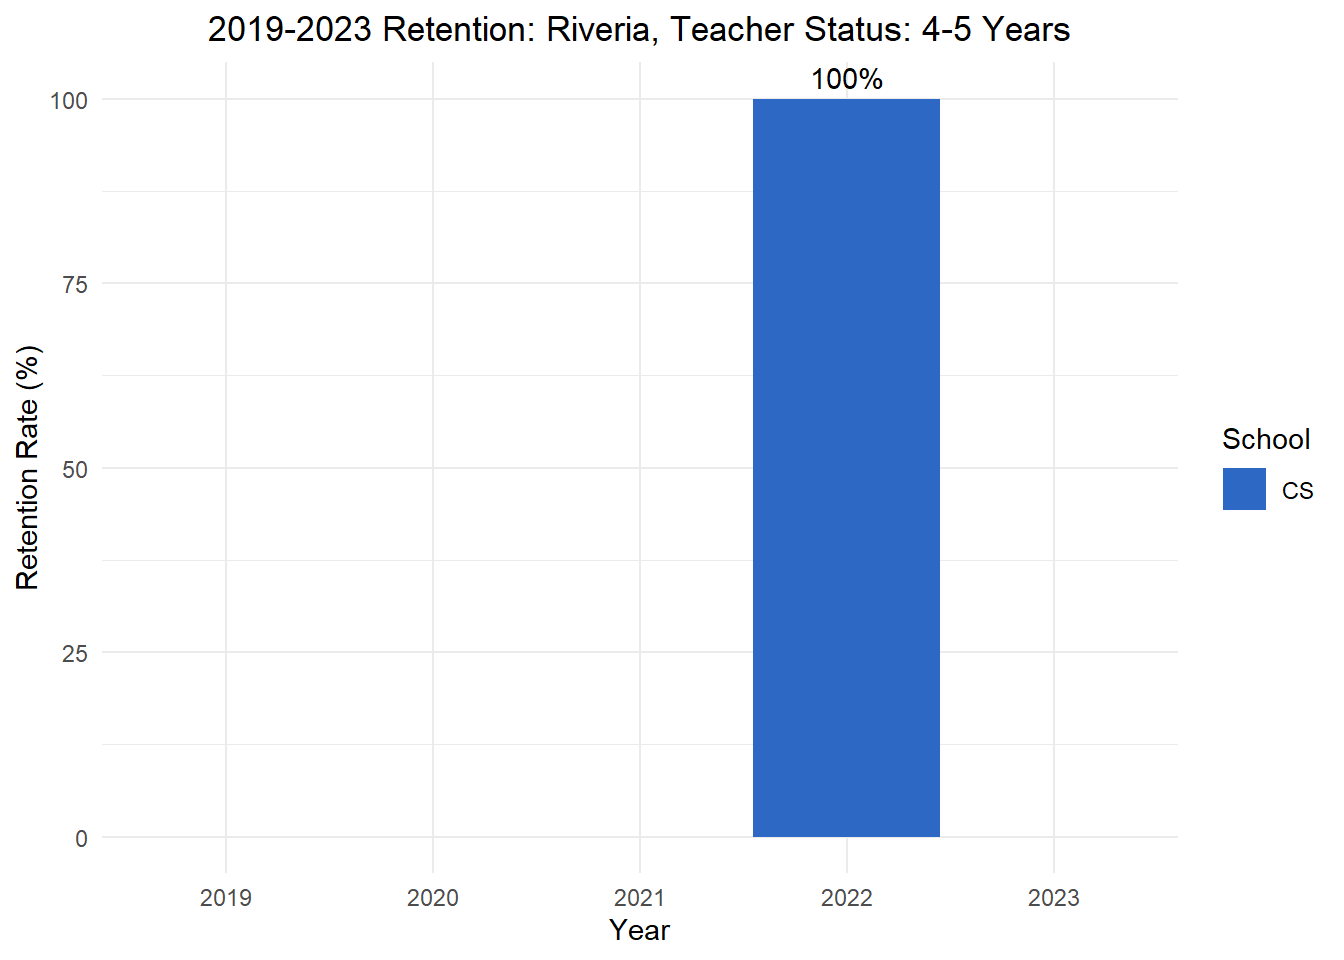 2019-2023 Retention: Riveria, Teacher Status: 4-5 Years
100%
100
75
50
25
0
Retention Rate (%)
2019 2020 2021 2022 2023
Year
School
CS